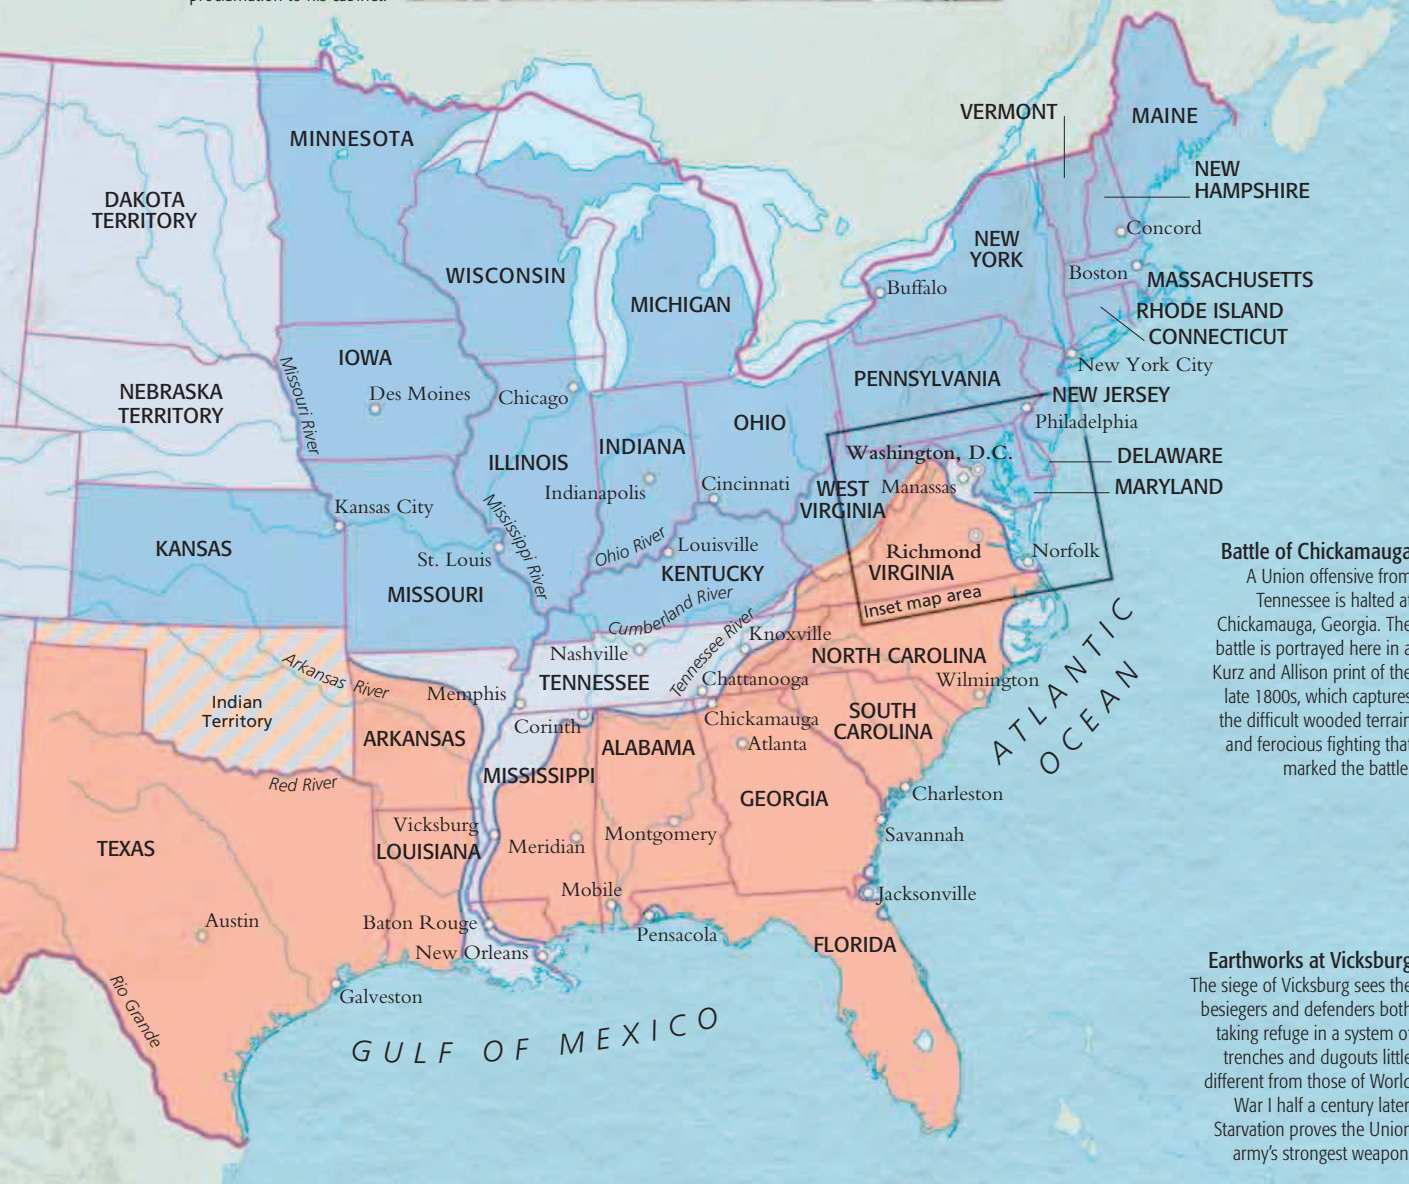 proclamation to his cabinet.
VERMONT
MAINE
MINNESOTA
NEW
HAMPSHIRE
DAKOTA
TERRITORY
Concord
NEW
YORK
WISCONSIN
Boston
MASSACHUSETTS
Buffalo
MICHIGAN
RHODE ISLAND
CONNECTICUT
IOWA
New York City
Missouri River
NEBRASKA
TERRITORY
Des Moines
Chicago
PENNSYLVANIA
NEW JERSEY
OHIO
Philadelphia
INDIANA
Washington, D.C.
DELAWARE
ILLINOIS
Indianapolis
Cincinnati
WEST
VIRGINIA
Manassas
MARYLAND
Kansas City
Mississippi River
KANSAS
St. Louis
Ohio River
Louisville
KENTUCKY
Richmond
VIRGINIA
Norfolk
MISSOURI
Inset map area
Cumberland River
Tennessee River
Knoxville
Nashville
NORTH CAROLINA
Arkansas River
TENNESSEE
Chattanooga
Wilmington
Memphis
Indian
Territory
Corinth
Chickamauga
SOUTH
CAROLINA
ARKANSAS
ALABAMA
Atlanta
MISSISSIPPI
Red River
GEORGIA
Charleston
Vicksburg
LOUISIANA
Meridian
Montgomery
Savannah
TEXAS
Mobile
Jacksonville
Austin
Baton Rouge
Pensacola
FLORIDA
New Orleans
Galveston
Rio Grande
GULF OF MEXICO
ATLANTIC
OCEAN
Battle of Chickamauga
A Union offensive from
Tennessee is halted at
Chickamauga, Georgia. The
battle is portrayed here in a
Kurz and Allison print of the
late 1800s, which captures
the difficult wooded terrain
and ferocious fighting that
marked the battle
Earthworks at Vicksburg
The siege of Vicksburg sees the
besiegers and defenders both
taking refuge in a system of
trenches and dugouts little
different from those of World
War I half a century later
Starvation proves the Union
army's strongest weapon